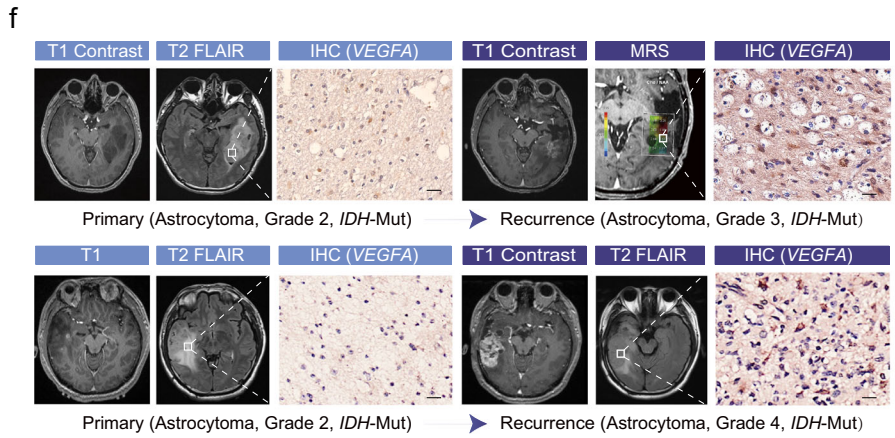 f
T1 Contrast T2 FLAIR IHC (VEGFA) T1 Contrast MRS IHC (VEGFA)
Primary (Astrocytoma, Grade 2, IDH-Mut) Recurrence (Astrocytoma, Grade 3, IDH-Mut)
T1 T2 FLAIR IHC (VEGFA) T1 Contrast T2 FLAIR IHC (VEGFA)
Primary (Astrocytoma, Grade 2, IDH-Mut) Recurrence (Astrocytoma, Grade 4, IDH-Mut)